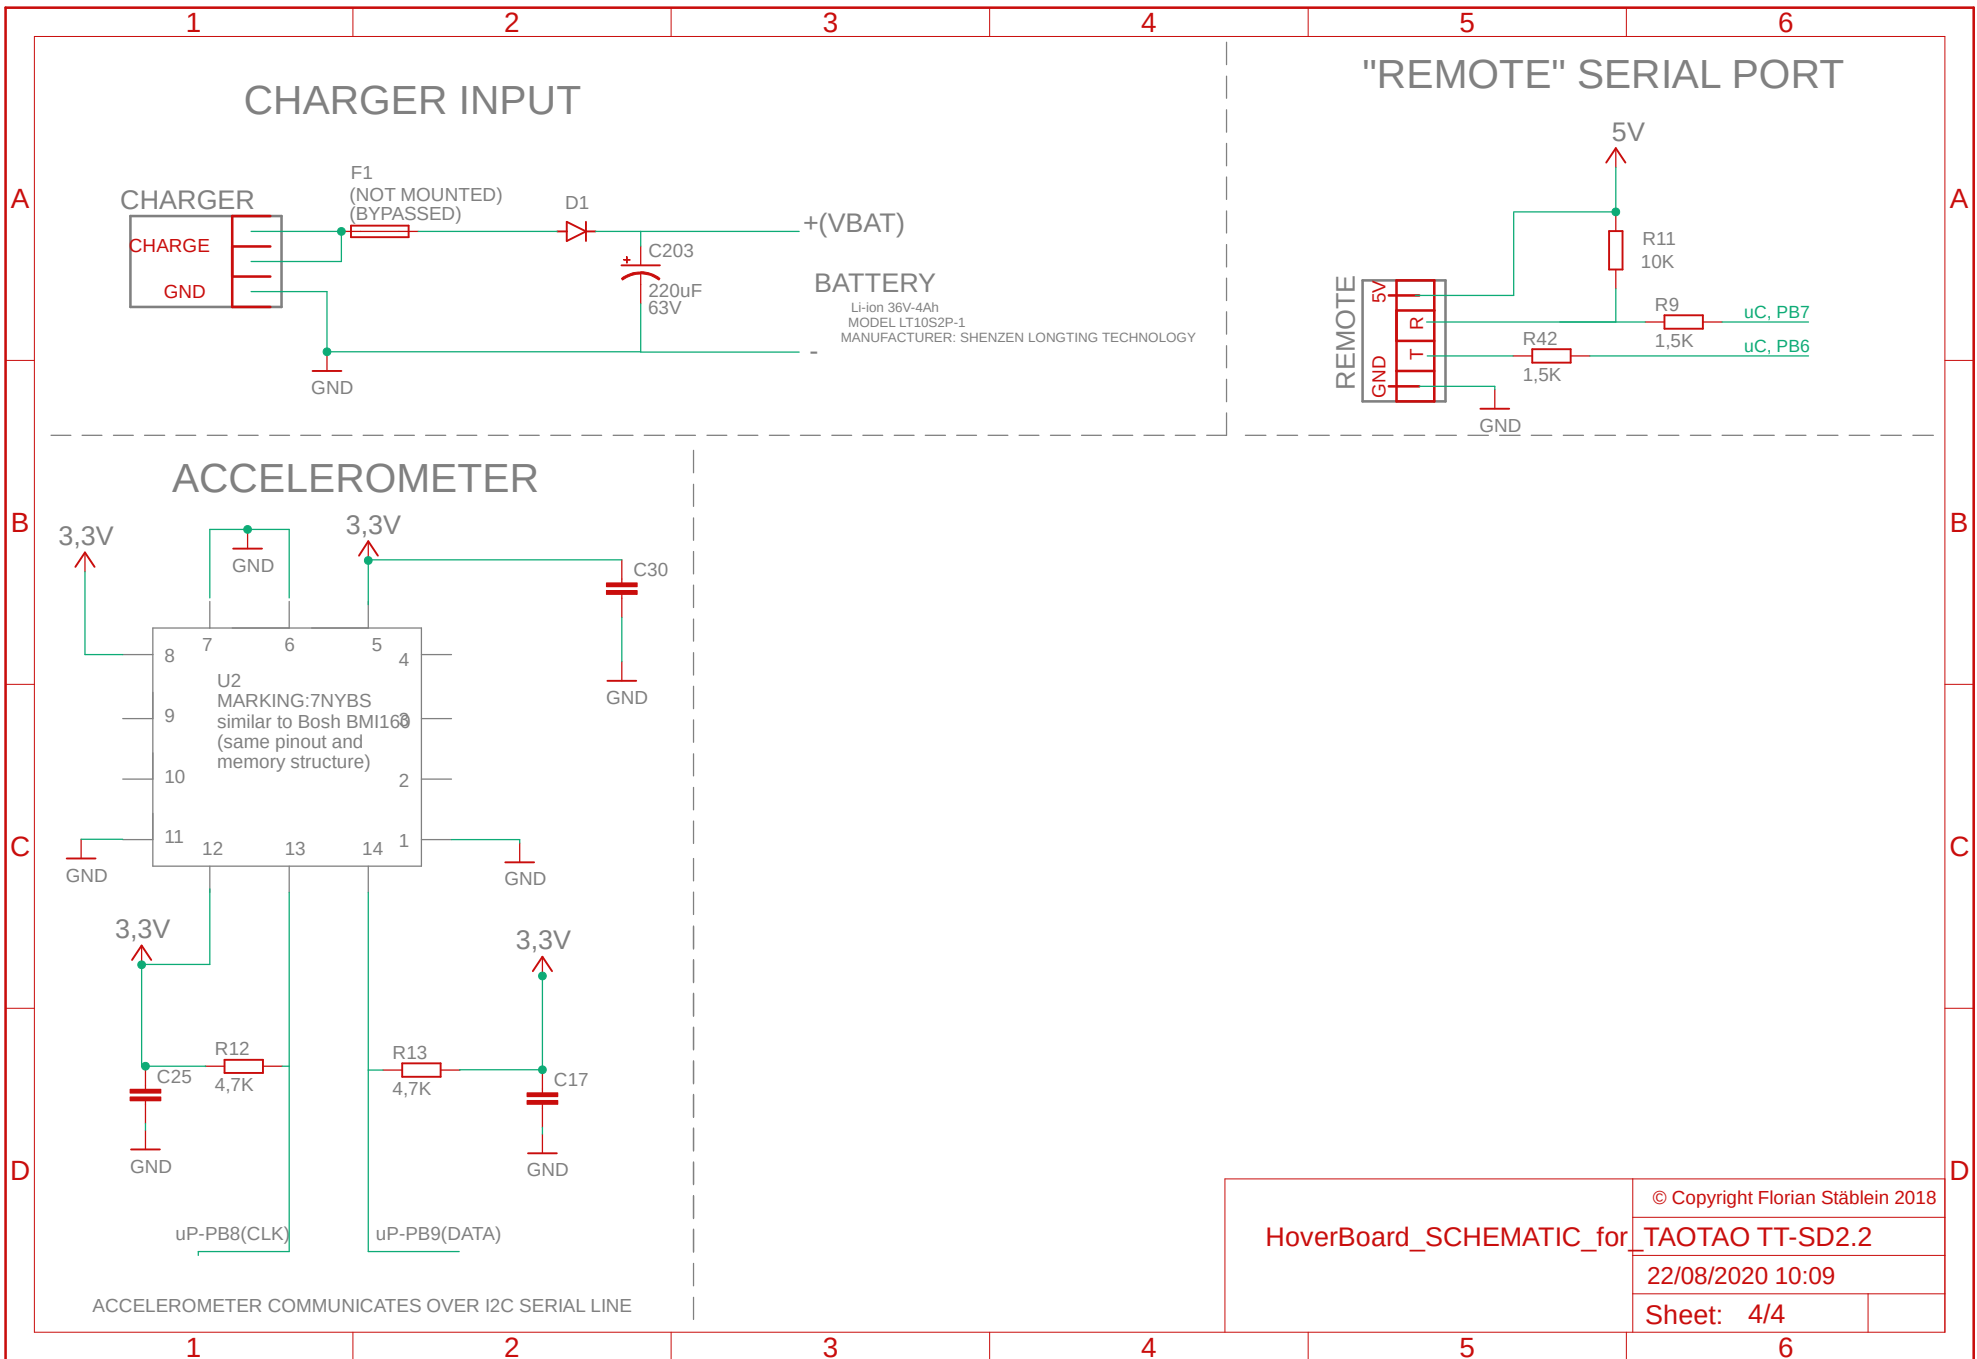 1 2 3 4 5 6
A
A
B
B
C
C
D
D
CHARGER INPUT
CHARGER
CHARGE
GND
F1
(NOT MOUNTED)
(BYPASSED)
D1
+(VBAT)
C203
+
220uF
63V
BATTERY
Li-ion 36V-4Ah
MODEL LT10S2P-1
MANUFACTURER: SHENZEN LONGTING TECHNOLOGY
-
GND
"REMOTE" SERIAL PORT
5V
R11
10K
REMOTE
5V
R
T
GND
R9
1,5K
uC, PB7
R42
1,5K
uC, PB6
GND
ACCELEROMETER
3,3V
GND
3,3V
C30
GND
7
6
5
8
4
9
3
10
2
11
1
12
13
14
U2
MARKING:7NYBS
similar to Bosh BMI160
(same pinout and
memory structure)
GND
GND
3,3V
3,3V
R12
4,7K
C25
GND
R13
4,7K
C17
GND
uP-PB8(CLK)
uP-PB9(DATA)
ACCELEROMETER COMMUNICATES OVER I2C SERIAL LINE
© Copyright Florian Stäblein 2018
HoverBoard_SCHEMATIC_for_TAOTAO TT-SD2.2
22/08/2020 10:09
Sheet: 4/4
1 2 3 4 5 6